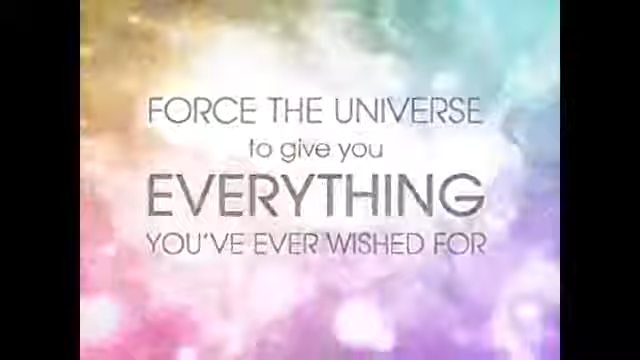 FORCE THE UNIVERSE
to give you
EVERYTHING
YOU'VE EVER WISHED FOR